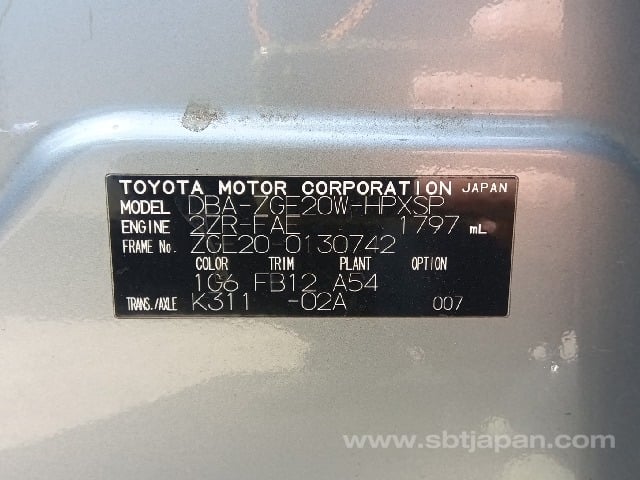 TOYOTA MOTOR CORPORATION JAPAN
MODEL DBA-ZGE20W-HPXSP
ENGINE 2ZR-FAE 1797 mL
FRAME No. ZGE20-0130742
COLOR TRIM PLANT OPTION
1G6 FB12 A54
TRANS./AXLE K311 -02A 007
www.sbtjapan.com